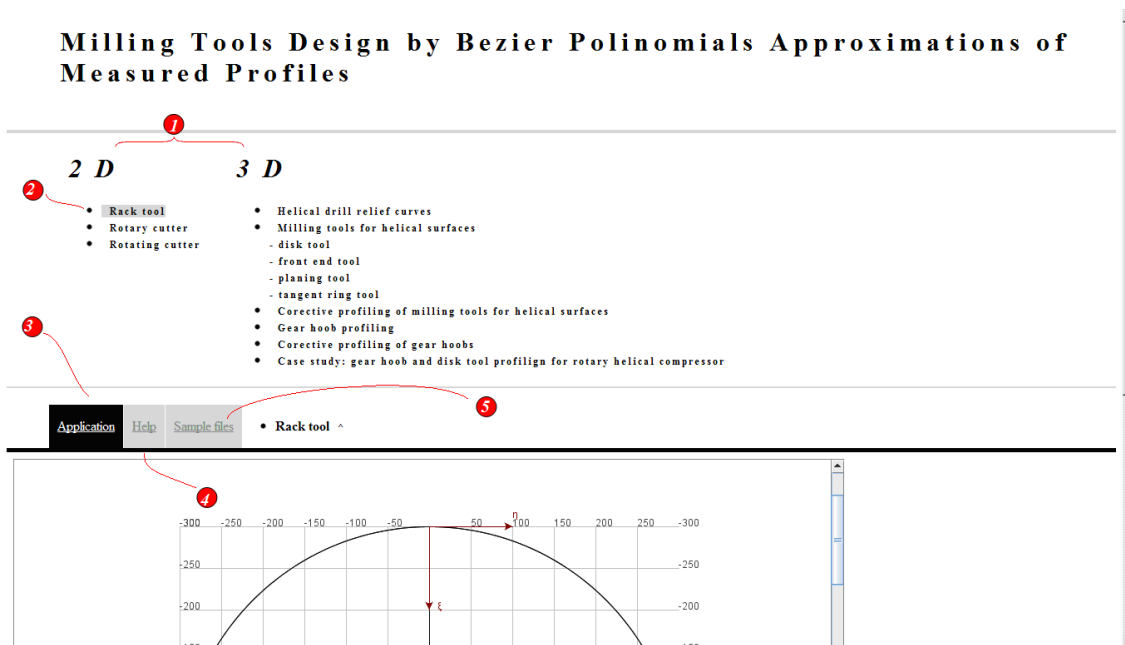 Milling Tools Design by Bezier Polinomials Approximations of
Measured Profiles
1
2 D
3 D
2
Rack tool
Rotary cutter
Rotating cutter
Helical drill relief curves
Milling tools for helical surfaces
- disk tool
- front end tool
- planing tool
- tangent ring tool
Corective profiling of milling tools for helical surfaces
Gear hoob profiling
Corective profiling of gear hoobs
Case study: gear hoob and disk tool profilign for rotary helical compressor
3
5
Application Help Sample files • Rack tool ^
4
η
-300 -250 -200 -150 -100 -50 50 100 150 200 250 -300
-250 -250
-200 ξ -200